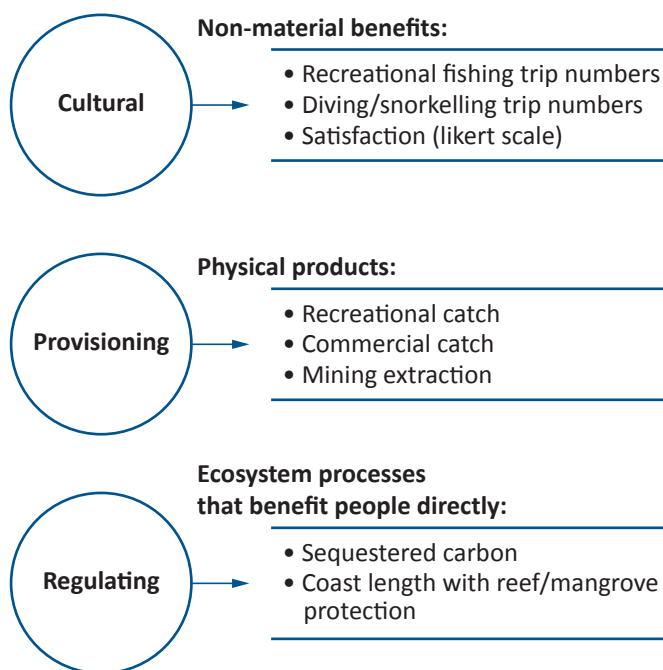 Non-material benefits:
Cultural
• Recreational fishing trip numbers
• Diving/snorkelling trip numbers
• Satisfaction (likert scale)
Physical products:
Provisioning
• Recreational catch
• Commercial catch
• Mining extraction
Ecosystem processes
that benefit people directly:
Regulating
• Sequestered carbon
• Coast length with reef/mangrove
protection